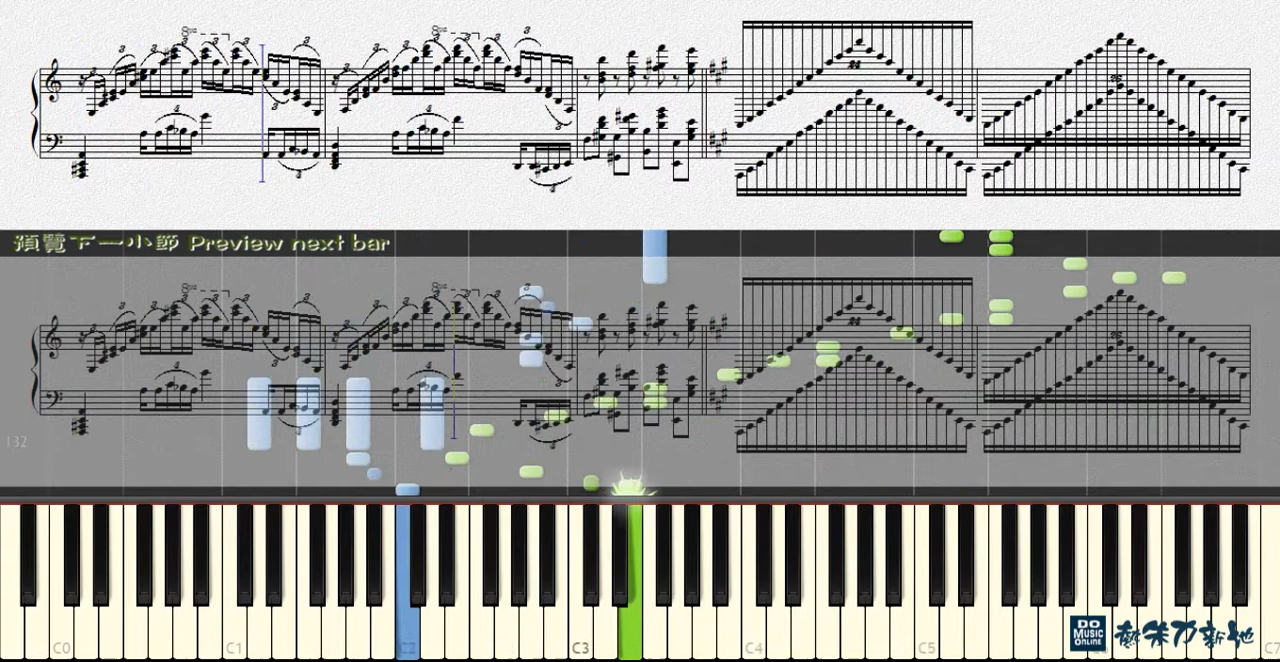 預覽下一小節 Preview next bar
132
C0 C1 C2 C3 C4 C5 C7
DO
MUSIC
ONLINE